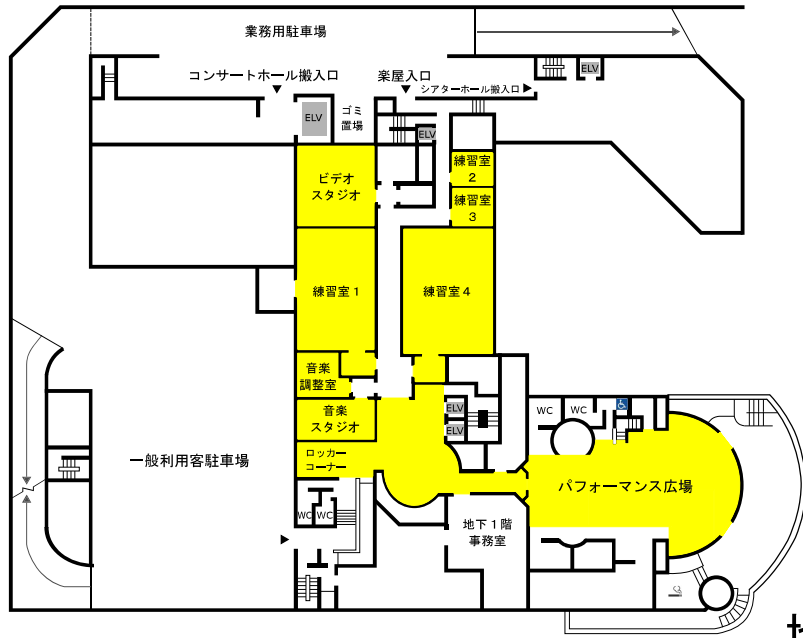 業務用駐車場
コンサートホール搬入口
楽屋入口
シアターホール搬入口
ELV
ELV
ゴミ
置場
ELV
ビデオ
スタジオ
練習室
2
練習室
3
練習室1
練習室4
音楽
調整室
音楽
スタジオ
ELV
ELV
WC
WC
ロッカー
コーナー
一般利用客駐車場
パフォーマンス広場
WC
WC
地下1階
事務室